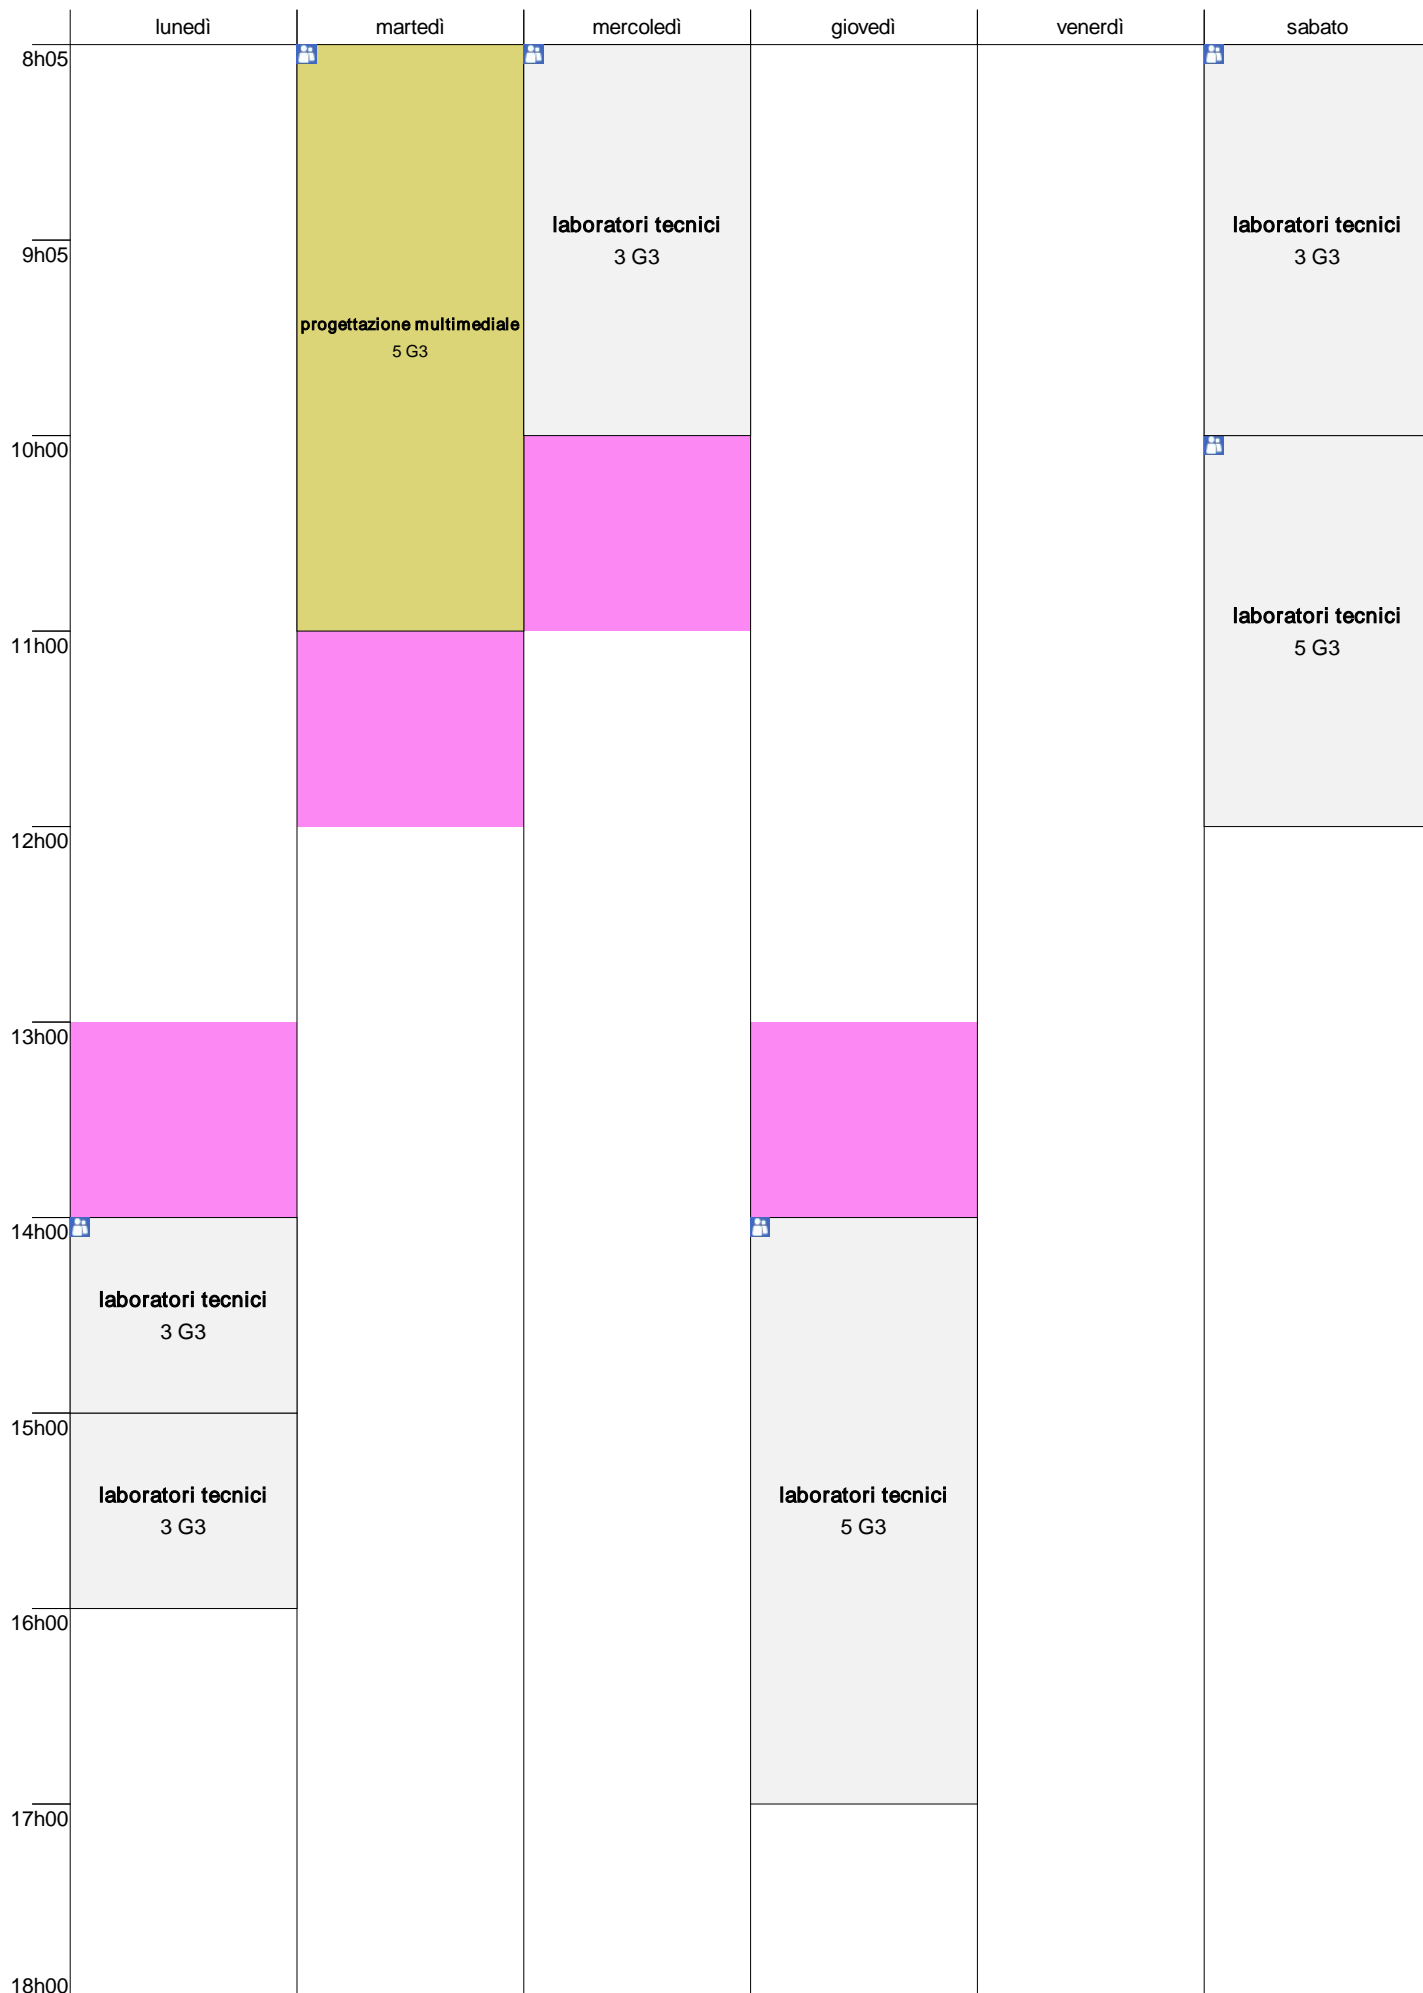 lunedì martedì mercoledì giovedì venerdì sabato
8h05
laboratori tecnici
3 G3
laboratori tecnici
3 G3
9h05
progettazione multimediale
5 G3
10h00
laboratori tecnici
5 G3
11h00
12h00
13h00
14h00
laboratori tecnici
3 G3
15h00
laboratori tecnici
3 G3
laboratori tecnici
5 G3
16h00
17h00
18h00